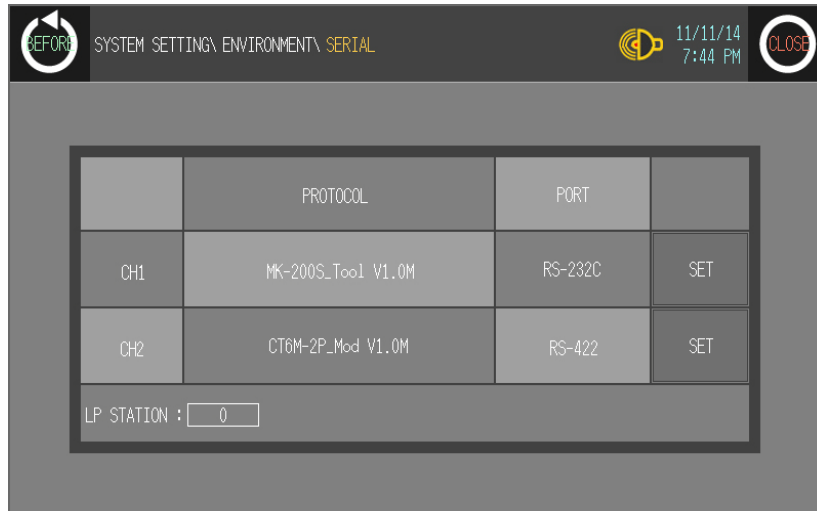 BEFORE
SYSTEM SETTING\ ENVIRONMENT\ SERIAL
11/11/14
7:44 PM
CLOSE
PROTOCOL PORT
CH1 MK-200S_Tool V1.0M RS-232C SET
CH2 CT6M-2P_Mod V1.0M RS-422 SET
LP STATION : 0